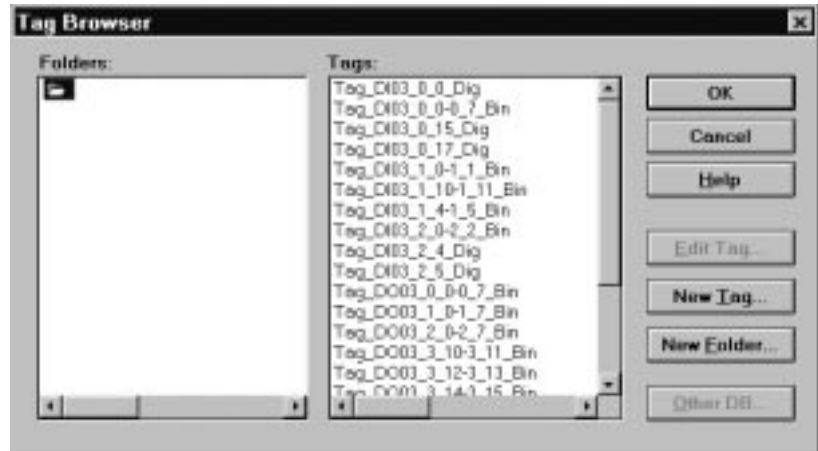 Tag Browser
Folders:
Tags:
Tag_DI03_0_0_Dig
Tag_DI03_0_0-0_7_Bin
Tag_DI03_0_15_Dig
Tag_DI03_0_17_Dig
Tag_DI03_1_0-1_1_Bin
Tag_DI03_1_10-1_11_Bin
Tag_DI03_1_4-1_5_Bin
Tag_DI03_2_0-2_2_Bin
Tag_DI03_2_4_Dig
Tag_DI03_2_5_Dig
Tag_DO03_0_0-0_7_Bin
Tag_DO03_1_0-1_7_Bin
Tag_DO03_2_0-2_7_Bin
Tag_DO03_3_10-3_11_Bin
Tag_DO03_3_12-3_13_Bin
Tag_DO03_3_14-3_15_Bin
OK
Cancel
Help
Edit Tag...
New Tag...
New Folder...
Other DB...